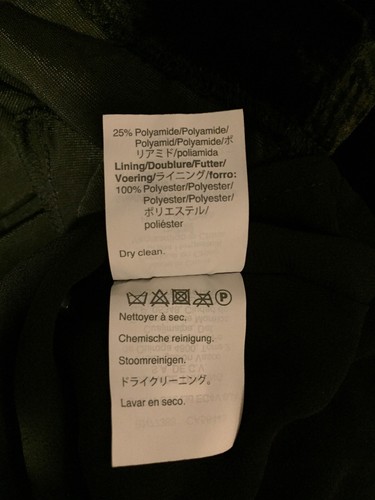 25% Polyamide/Polyamide/
Polyamid/Polyamide/ポ
リアミド/poliamida
Lining/Doublure/Futter/
Voering/ライニング/forro:
100% Polyester/Polyester/
Polyester/Polyester/
ポリエステル/
poliéster
Dry clean.
P
Nettoyer à sec.
Chemische reinigung.
Stoomreinigen.
ドライクリーニング。
Lavar en seco.